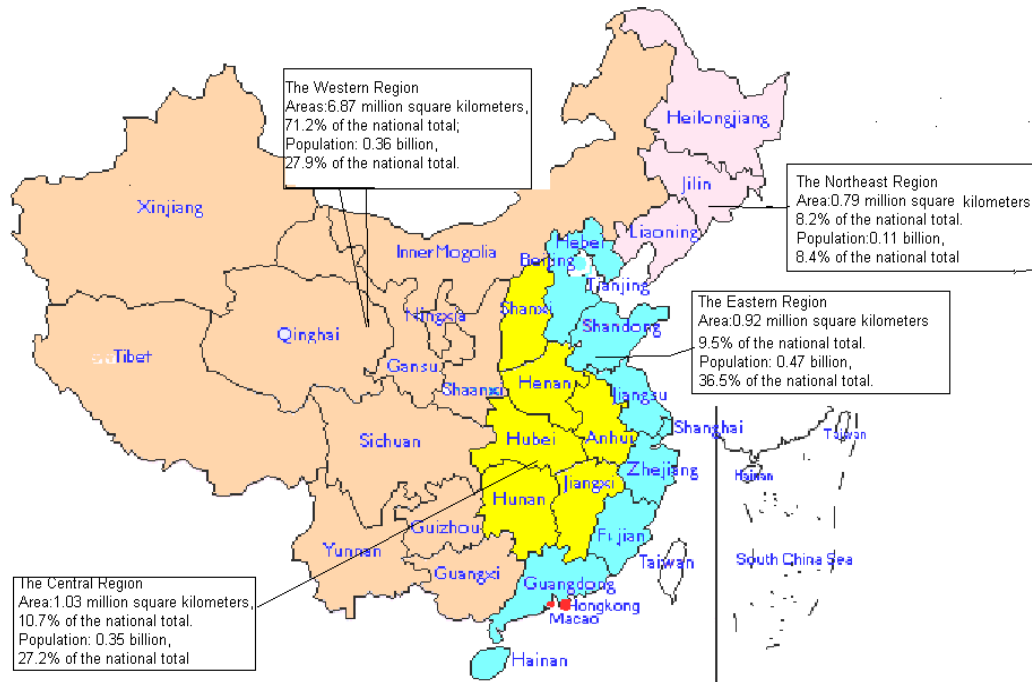 The Western Region
Areas:6.87 million square kilometers,
71.2% of the national total;
Population: 0.36 billion,
27.9% of the national total.
Heilongjiang
Jilin
Liaoning
The Northeast Region
Area:0.79 million square kilometers
8.2% of the national total.
Population:0.11 billion,
8.4% of the national total
Xinjiang
Inner Mogolia
Hebei
Beijing
Tianjing
Shanxi
Ningxia
Qinghai
Tibet
Gansu
Shaanxi
Shandong
The Eastern Region
Area:0.92 million square kilometers
9.5% of the national total.
Population: 0.47 billion,
36.5% of the national total.
Henan
Jiangsu
Shanghai
Sichuan
Hubei
Anhui
Zhejiang
Hunan
Jiangxi
Guizhou
Fujian
Yunnan
Guangxi
Guangdong
Taiwan
Hongkong
Macao
Hainan
Taiwan
Hainan
South China Sea
The Central Region
Area:1.03 million square kilometers,
10.7% of the national total.
Population: 0.35 billion,
27.2% of the national total